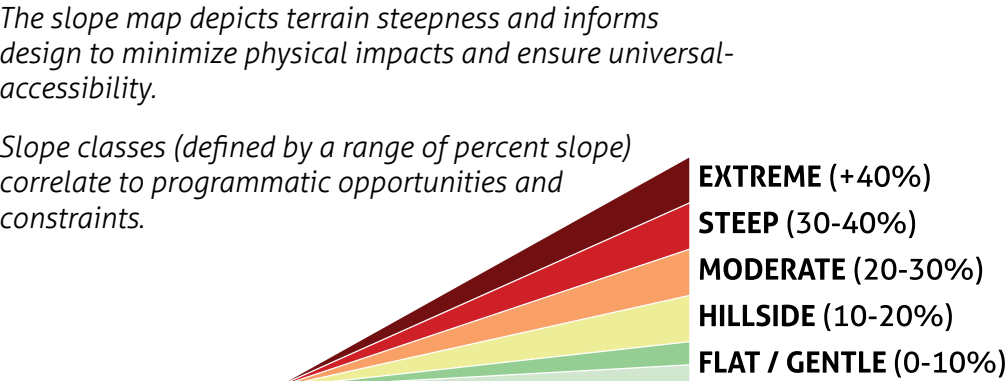 The slope map depicts terrain steepness and informs
design to minimize physical impacts and ensure universal-
accessibility.
Slope classes (defined by a range of percent slope)
correlate to programmatic opportunities and
constraints.
EXTREME (+40%)
STEEP (30-40%)
MODERATE (20-30%)
HILLSIDE (10-20%)
FLAT / GENTLE (0-10%)